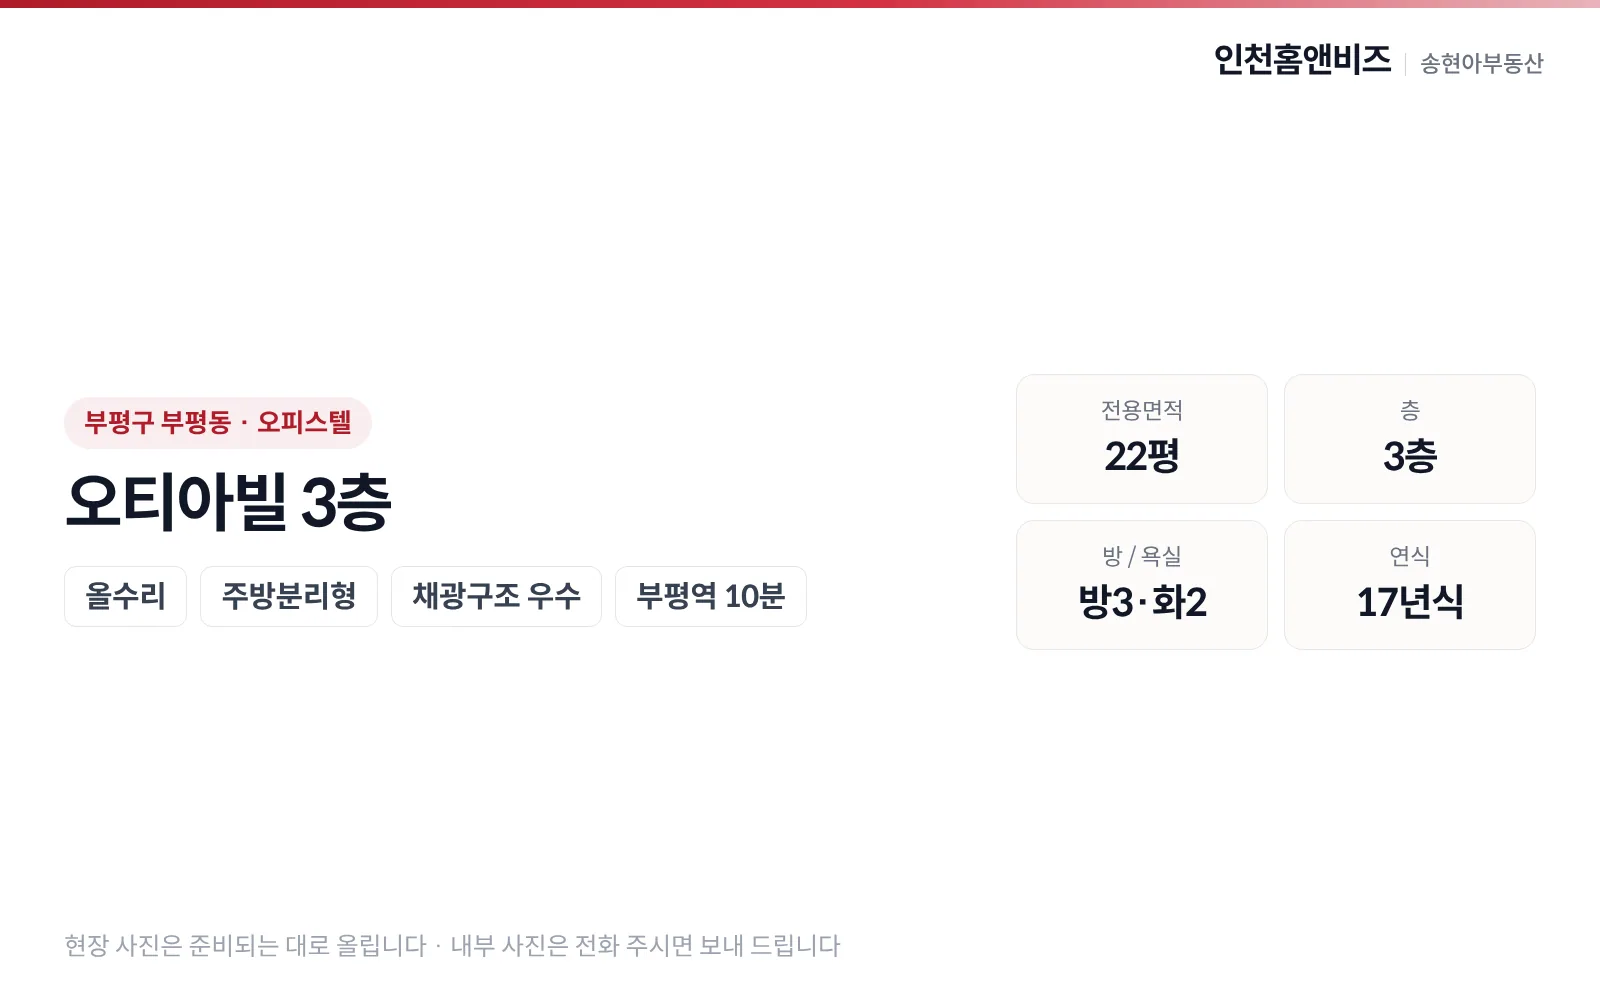 인천홈앤비즈 | 송현아부동산
부평구 부평동 · 오피스텔
오티아빌 3층
올수리
주방분리형
채광구조 우수
부평역 10분
전용면적
22평
층
3층
방 / 욕실
방3·화2
연식
17년식
현장 사진은 준비되는 대로 올립니다 · 내부 사진은 전화 주시면 보내 드립니다